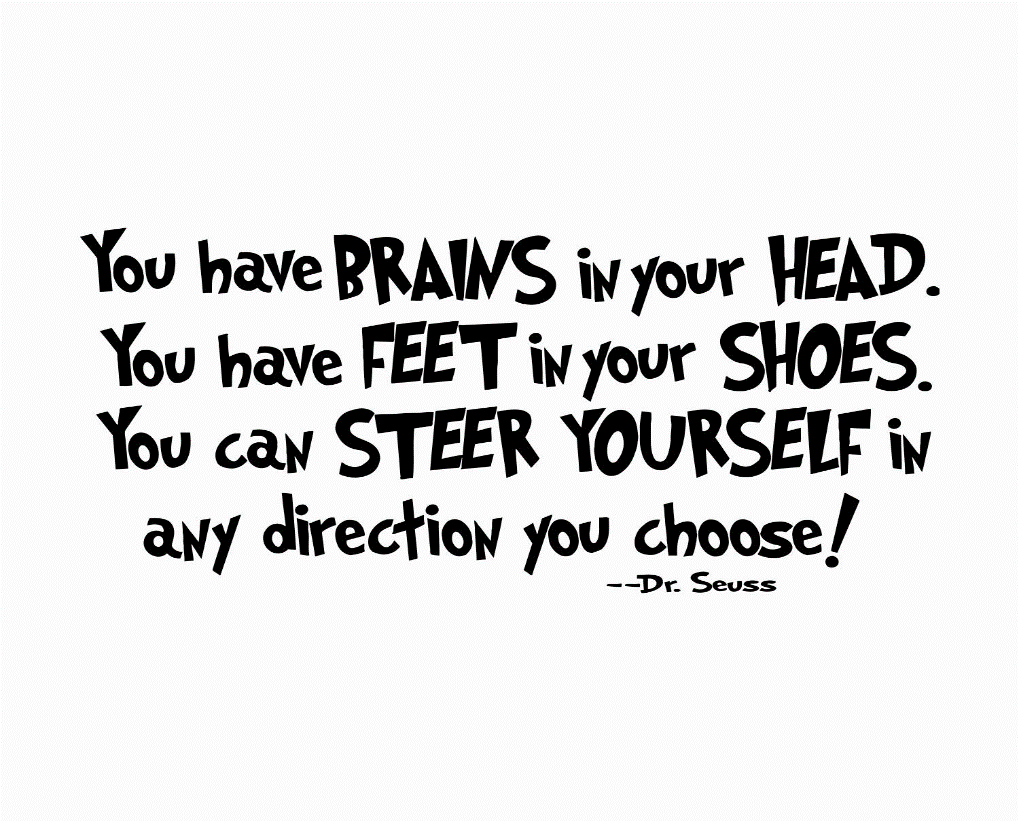 You have BRAINS in your HEAD.
You have FEET in your SHOES.
You can STEER YOURSELF in
any direction you choose!
--Dr. Seuss